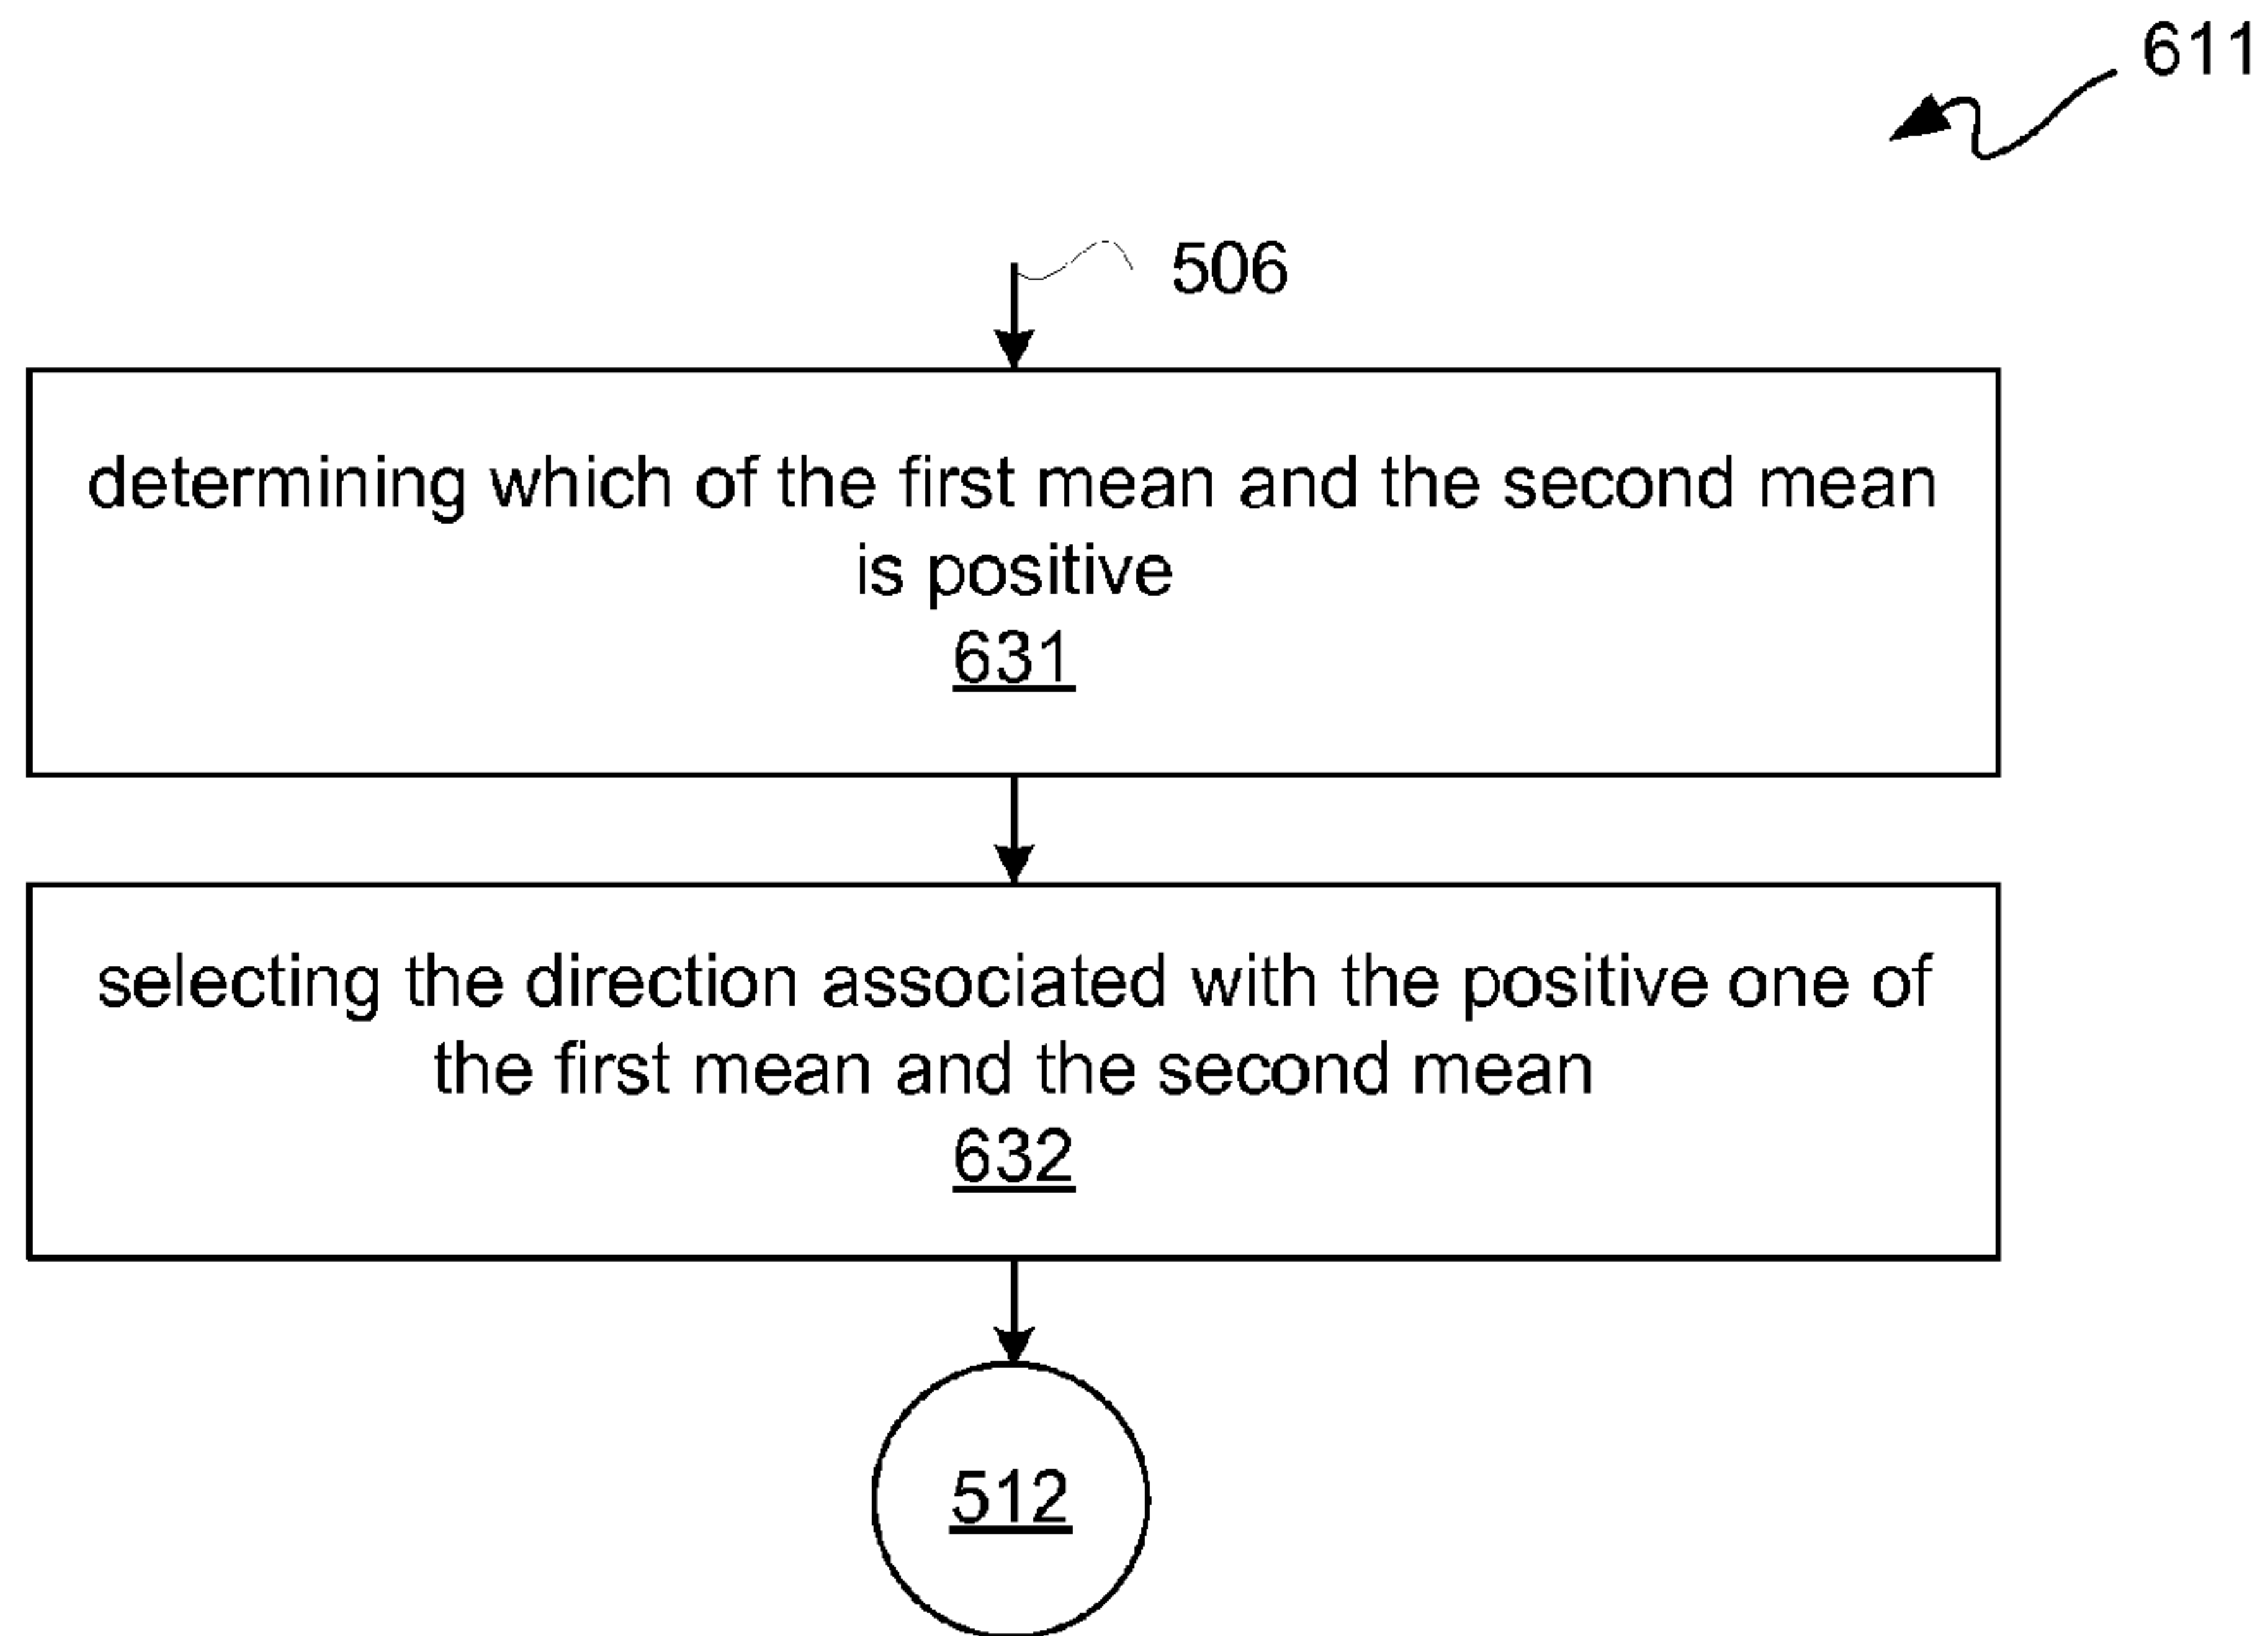 611
506
determining which of the first mean and the second mean
is positive
631
selecting the direction associated with the positive one of
the first mean and the second mean
632
512